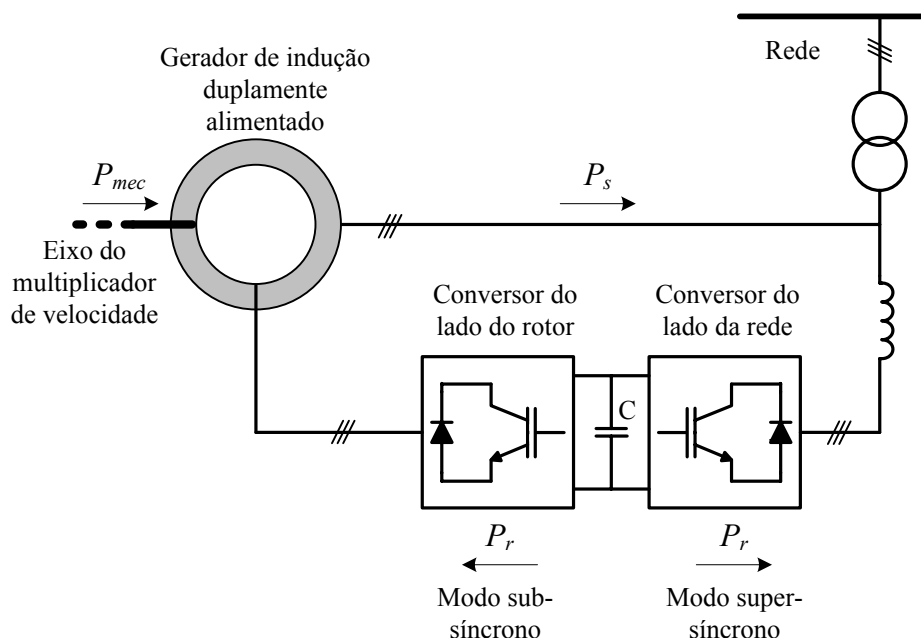 Rede
Gerador de indução
duplamente
alimentado
P_mec
P_s
Eixo do
multiplicador
de velocidade
Conversor do
lado do rotor
Conversor do
lado da rede
C
P_r
Modo sub-
síncrono
P_r
Modo super-
síncrono